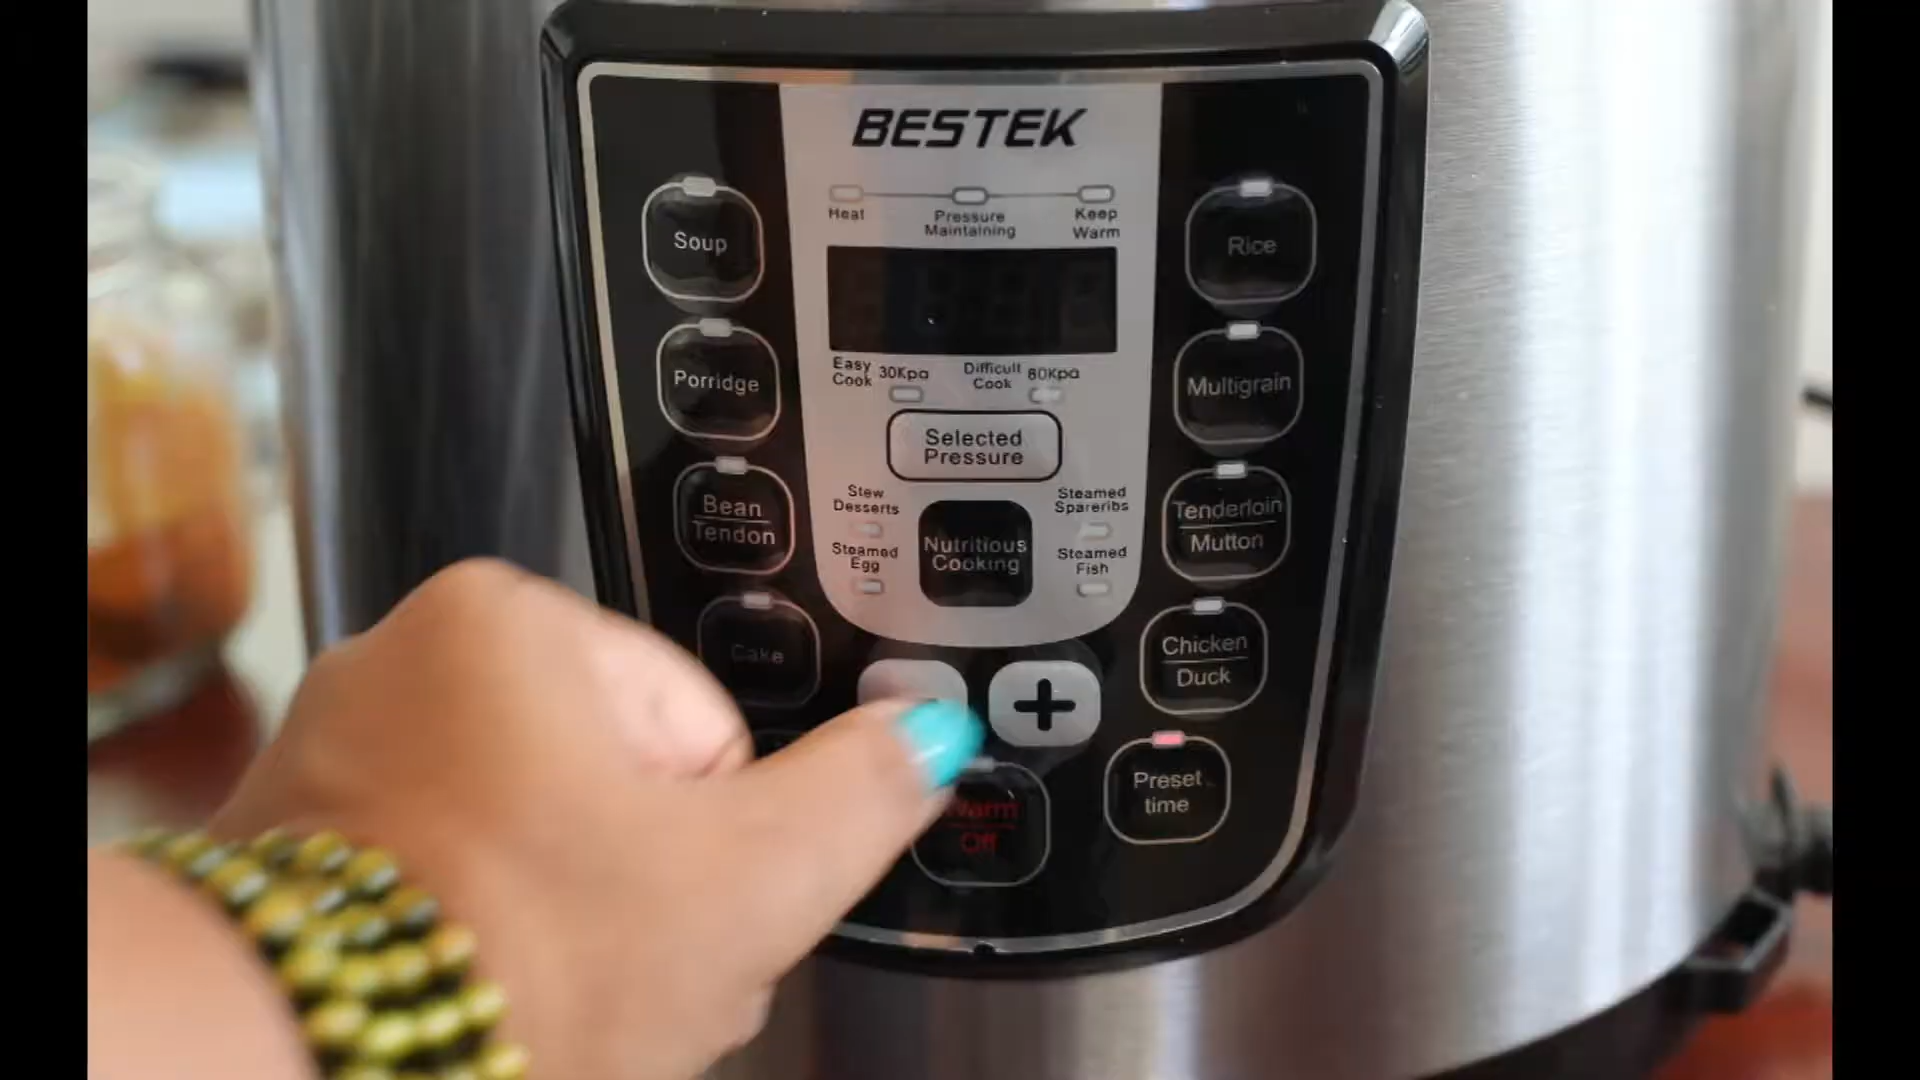 BESTEK
Heat
Pressure
Maintaining
Keep
Warm
Soup
Rice
Easy
Cook
30Kpa
Difficult
Cook
80Kpa
Porridge
Multigrain
Selected
Pressure
Stew
Desserts
Steamed
Spareribs
Bean
Tendon
Nutritious
Cooking
Tenderloin
Mutton
Steamed
Egg
Steamed
Fish
Cake
+
Chicken
Duck
Preset
time
Warm
Off